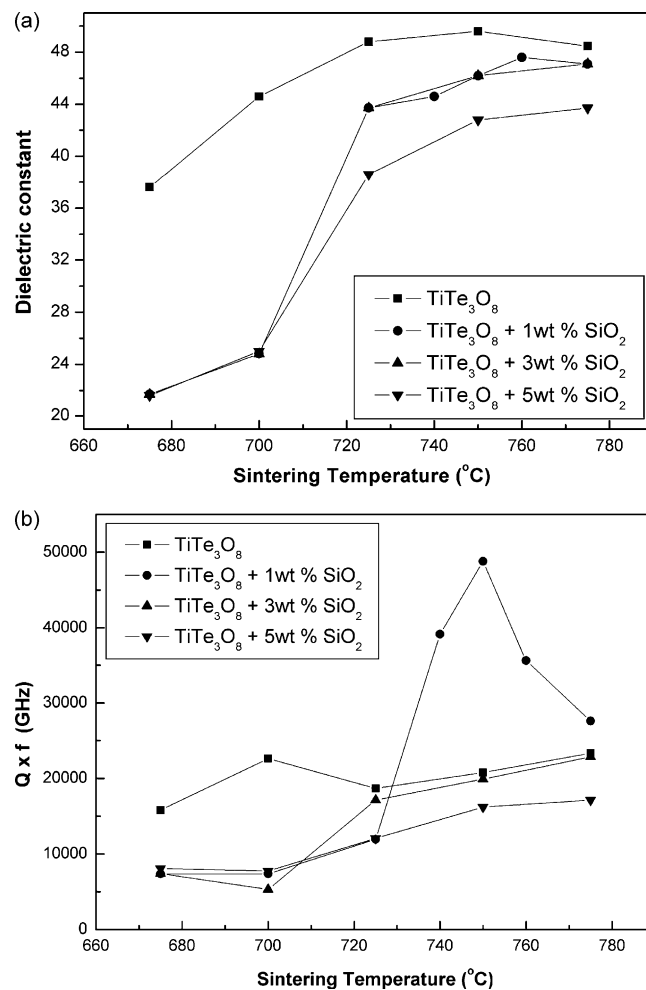 (a)
48
44
40
36
32
28
24
20
Dielectric constant
TiTe₃O₈
TiTe₃O₈ + 1wt % SiO₂
TiTe₃O₈ + 3wt % SiO₂
TiTe₃O₈ + 5wt % SiO₂
660 680 700 720 740 760 780
Sintering Temperature (°C)
(b)
50000
40000
30000
20000
10000
0
Q x f (GHz)
TiTe₃O₈
TiTe₃O₈ + 1wt % SiO₂
TiTe₃O₈ + 3wt % SiO₂
TiTe₃O₈ + 5wt % SiO₂
660 680 700 720 740 760 780
Sintering Temperature (°C)